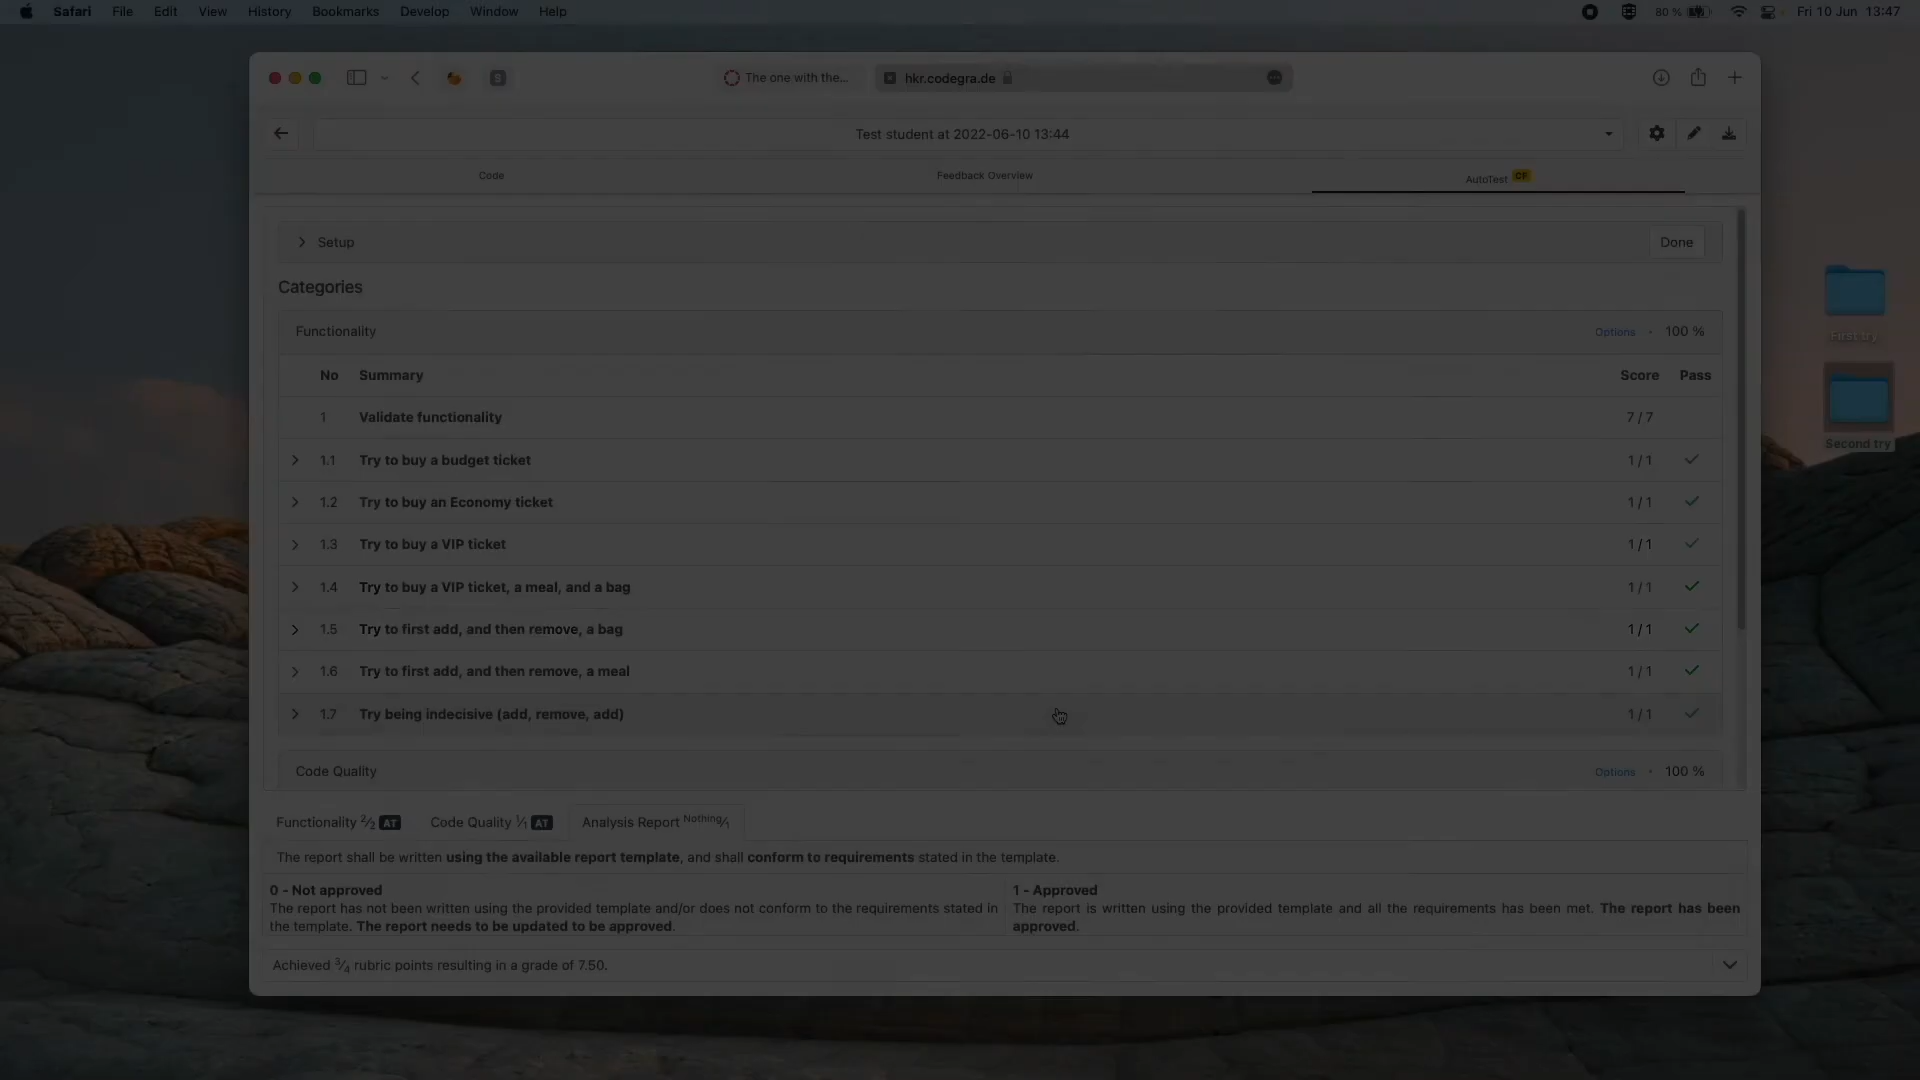 Safari File Edit View History Bookmarks Develop Window Help 80 % Fri 10 Jun 13:47
S The one with the... hkr.codegra.de
Test student at 2022-06-10 13:44
Code Feedback Overview AutoTest CF
Setup Done
Categories
Functionality Options • 100 %
No Summary Score Pass
1 Validate functionality 7 / 7
1.1 Try to buy a budget ticket 1 / 1
1.2 Try to buy an Economy ticket 1 / 1
1.3 Try to buy a VIP ticket 1 / 1
1.4 Try to buy a VIP ticket, a meal, and a bag 1 / 1
1.5 Try to first add, and then remove, a bag 1 / 1
1.6 Try to first add, and then remove, a meal 1 / 1
1.7 Try being indecisive (add, remove, add) 1 / 1
Code Quality Options • 100 %
Functionality 2/2 AT Code Quality 1/1 AT Analysis Report Nothing/1
The report shall be written using the available report template, and shall conform to requirements stated in the template.
0 - Not approved
The report has not been written using the provided template and/or does not conform to the requirements stated in
the template. The report needs to be updated to be approved.
1 - Approved
The report is written using the provided template and all the requirements has been met. The report has been
approved.
Achieved 3/4 rubric points resulting in a grade of 7.50.
First try
Second try